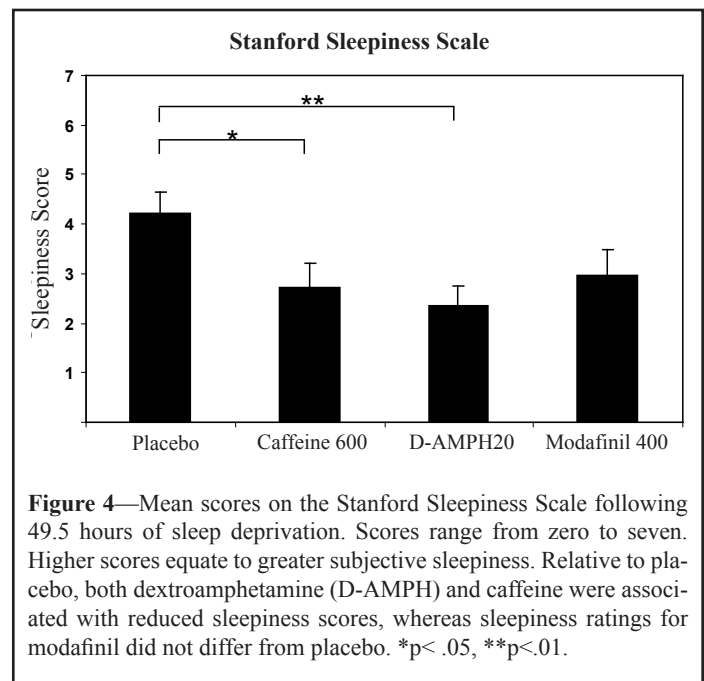 Stanford Sleepiness Scale
7
**
6
*
5
4
3
2
1
Sleepiness Score
Placebo Caffeine 600 D-AMPH20 Modafinil 400
Figure 4—Mean scores on the Stanford Sleepiness Scale following
49.5 hours of sleep deprivation. Scores range from zero to seven.
Higher scores equate to greater subjective sleepiness. Relative to pla-
cebo, both dextroamphetamine (D-AMPH) and caffeine were associ-
ated with reduced sleepiness scores, whereas sleepiness ratings for
modafinil did not differ from placebo. *p< .05, **p<.01.